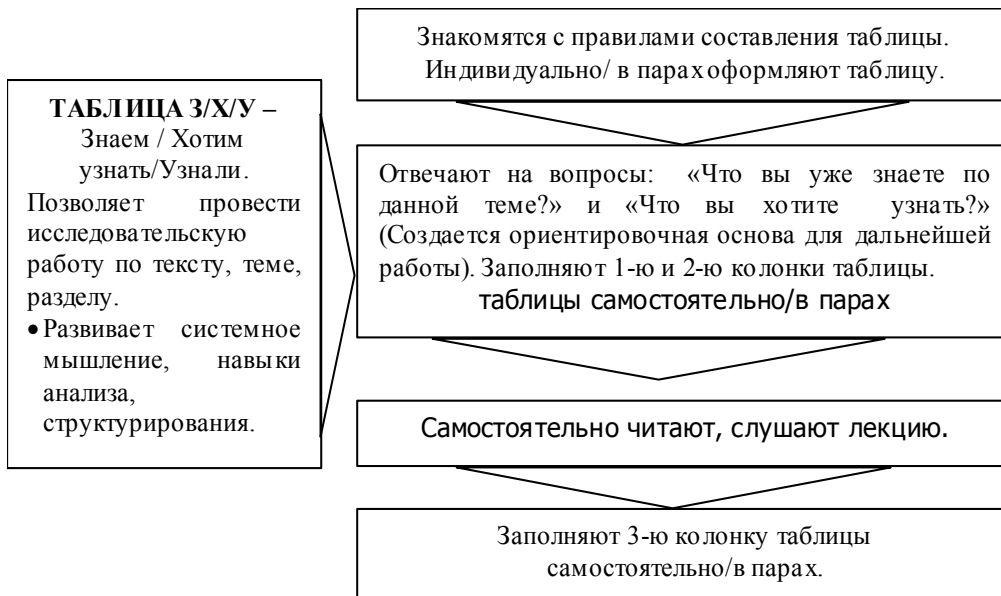 Знакомятся с правилами составления таблицы.
Индивидуально/ в парах оформляют таблицу.
ТАБЛИЦА З/Х/У –
Знаем / Хотим
узнать/Узнали.
Позволяет провести
исследовательскую
работу по тексту, теме,
разделу.
• Развивает системное
мышление, навыки
анализа,
структурирования.
Отвечают на вопросы: «Что вы уже знаете по
данной теме?» и «Что вы хотите узнать?»
(Создается ориентировочная основа для дальнейшей
работы). Заполняют 1-ю и 2-ю колонки таблицы.
таблицы самостоятельно/в парах
Самостоятельно читают, слушают лекцию.
Заполняют 3-ю колонку таблицы
самостоятельно/в парах.